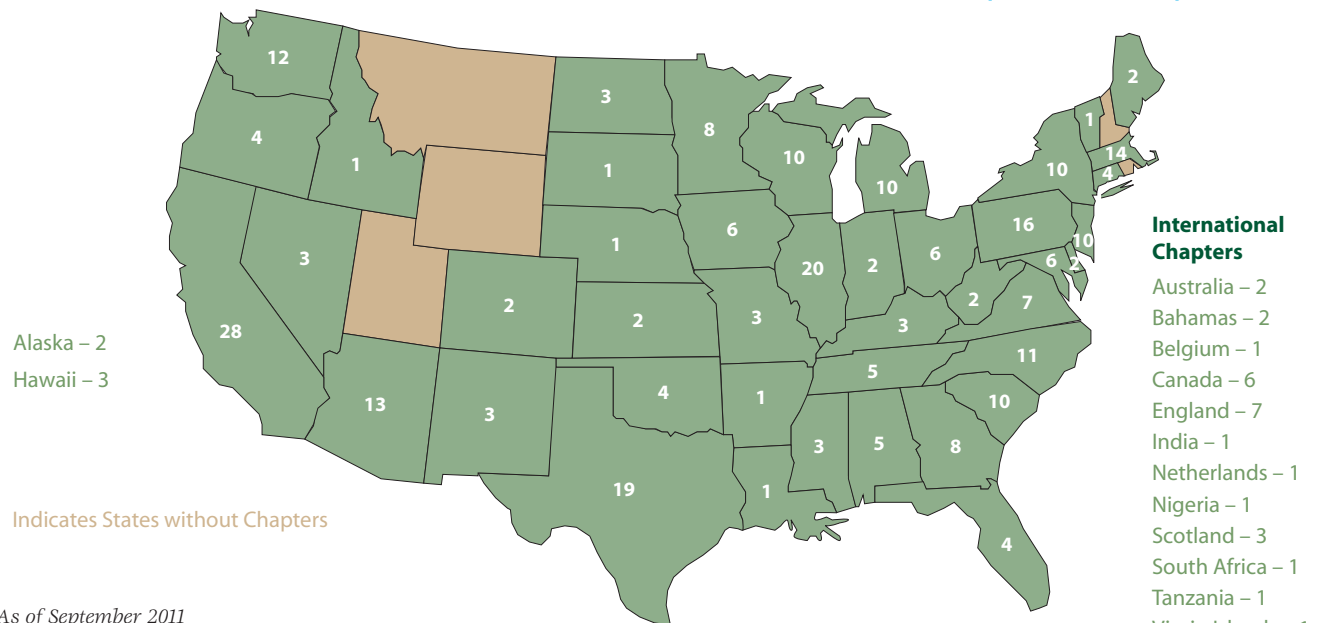 12
4
1
3
1
1
8
10
10
6
20
2
6
3
28
3
2
2
13
3
4
19
3
1
1
5
3
5
8
10
11
7
2
6
2
10
16
10
4
14
1
2
4
Alaska – 2
Hawaii – 3
Indicates States without Chapters
As of September 2011
International
Chapters
Australia – 2
Bahamas – 2
Belgium – 1
Canada – 6
England – 7
India – 1
Netherlands – 1
Nigeria – 1
Scotland – 3
South Africa – 1
Tanzania – 1